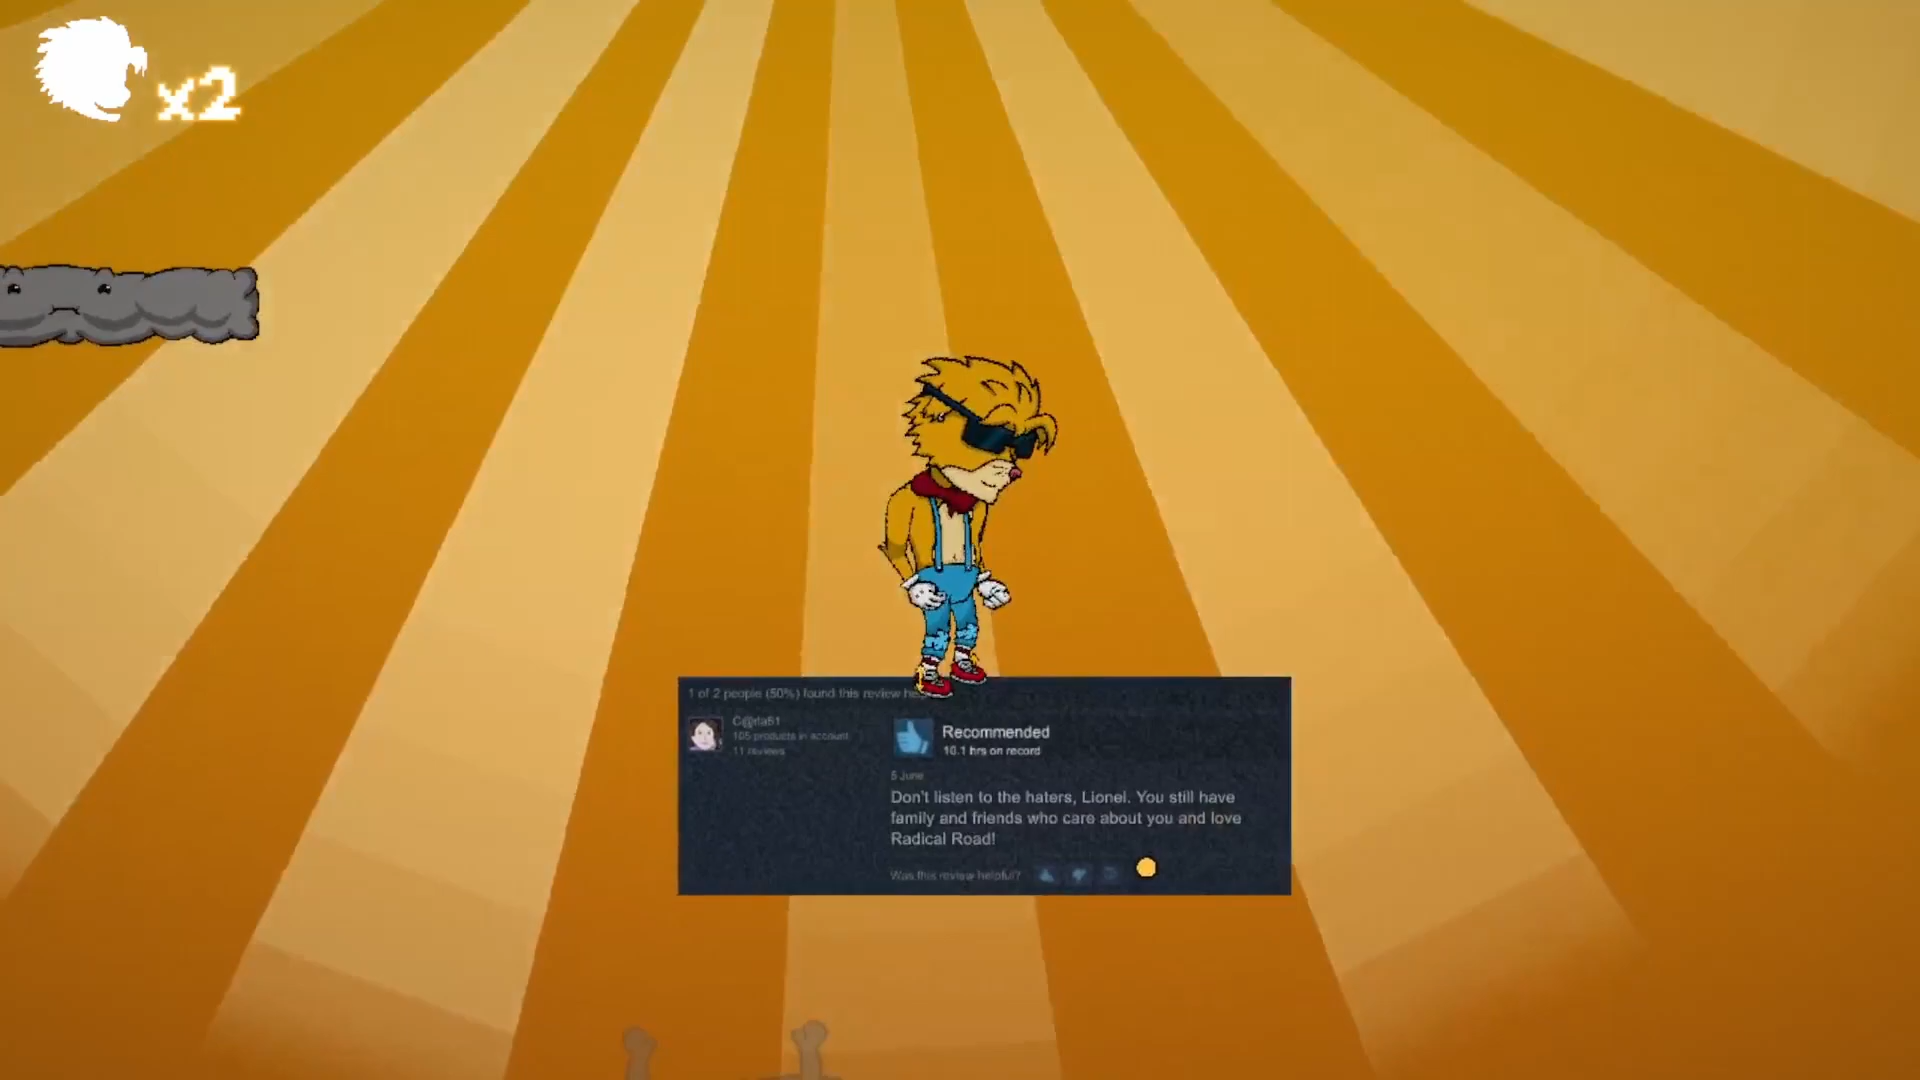 x2
1 of 2 people (50%) found this review
C@rla61
105 products in account
11 reviews
Recommended
10.1 hrs on record
5 June
Don't listen to the haters, Lionel. You still have
family and friends who care about you and love
Radical Road!
Was this review helpful?